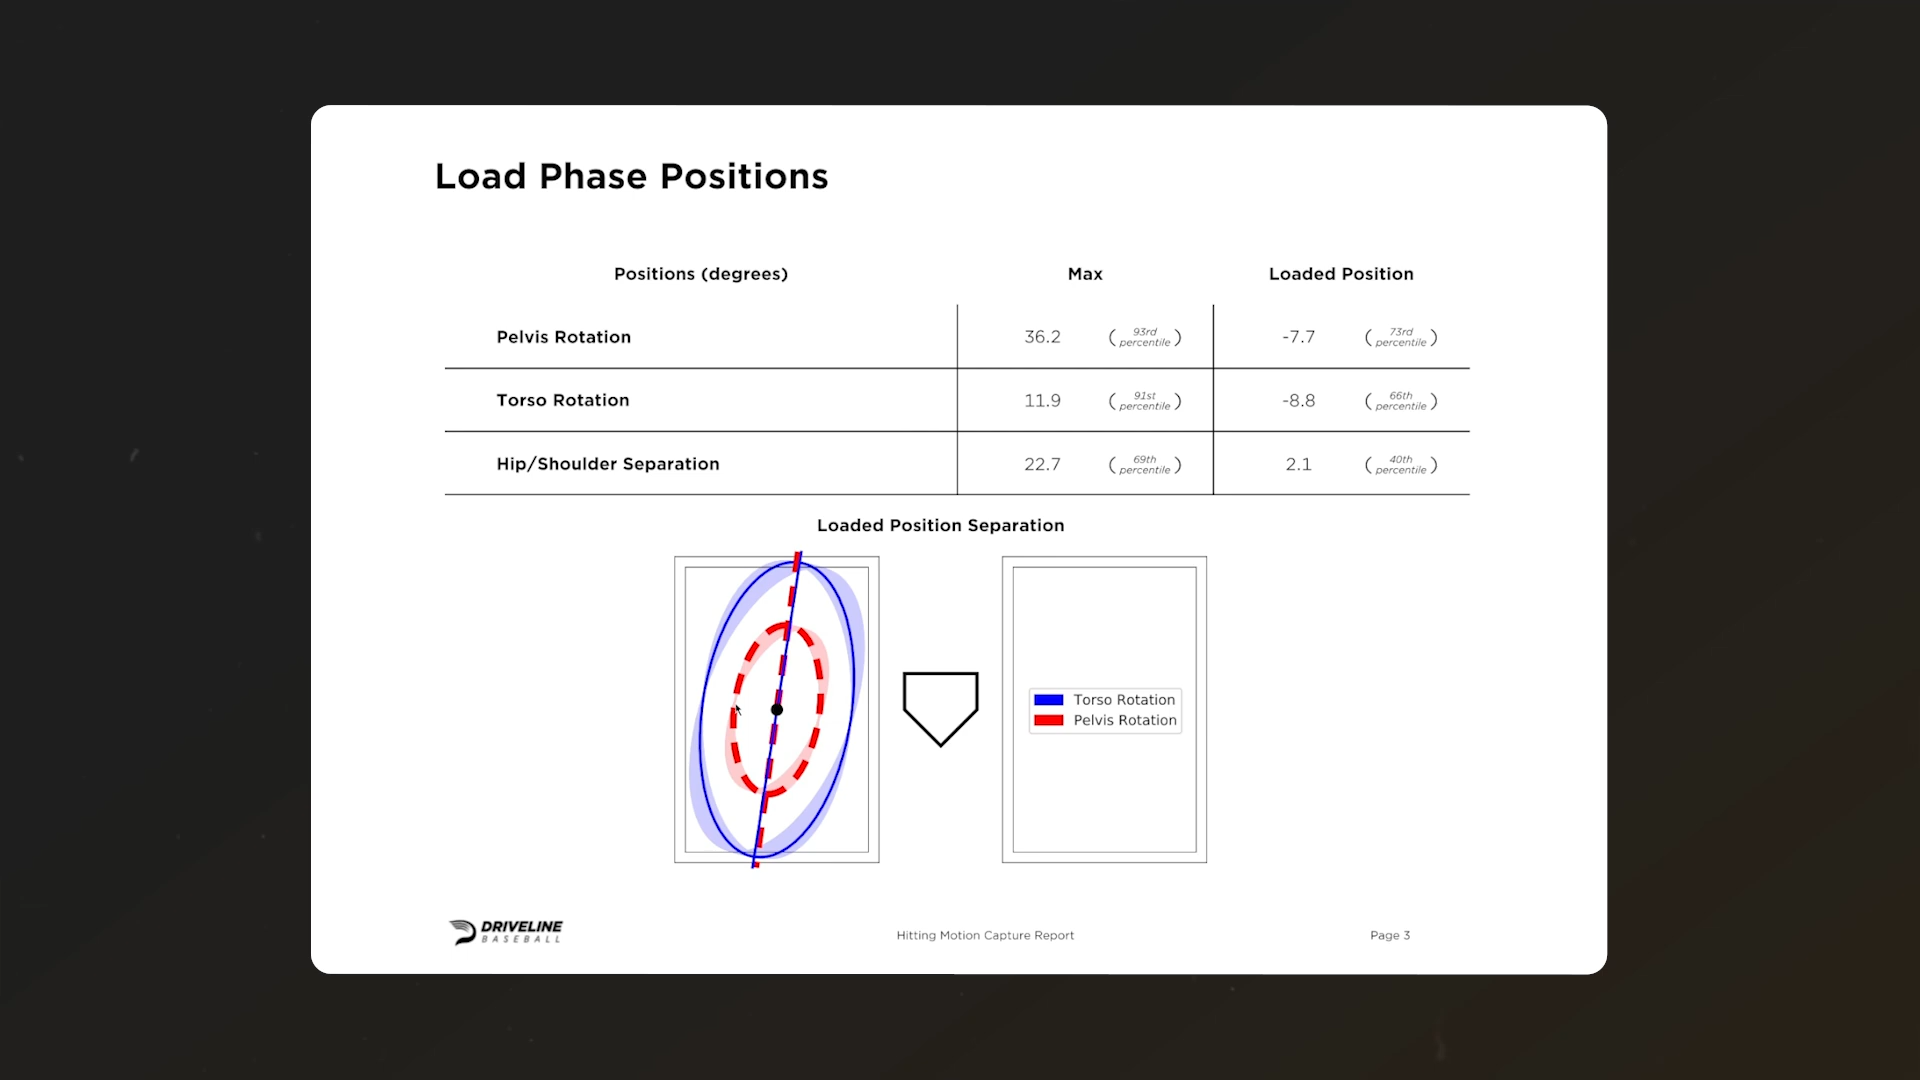 Load Phase Positions
Positions (degrees) Max Loaded Position
Pelvis Rotation 36.2 (93rd percentile) -7.7 (73rd percentile)
Torso Rotation 11.9 (91st percentile) -8.8 (66th percentile)
Hip/Shoulder Separation 22.7 (69th percentile) 2.1 (40th percentile)
Loaded Position Separation
Torso Rotation
Pelvis Rotation
DRIVELINE
BASEBALL
Hitting Motion Capture Report
Page 3